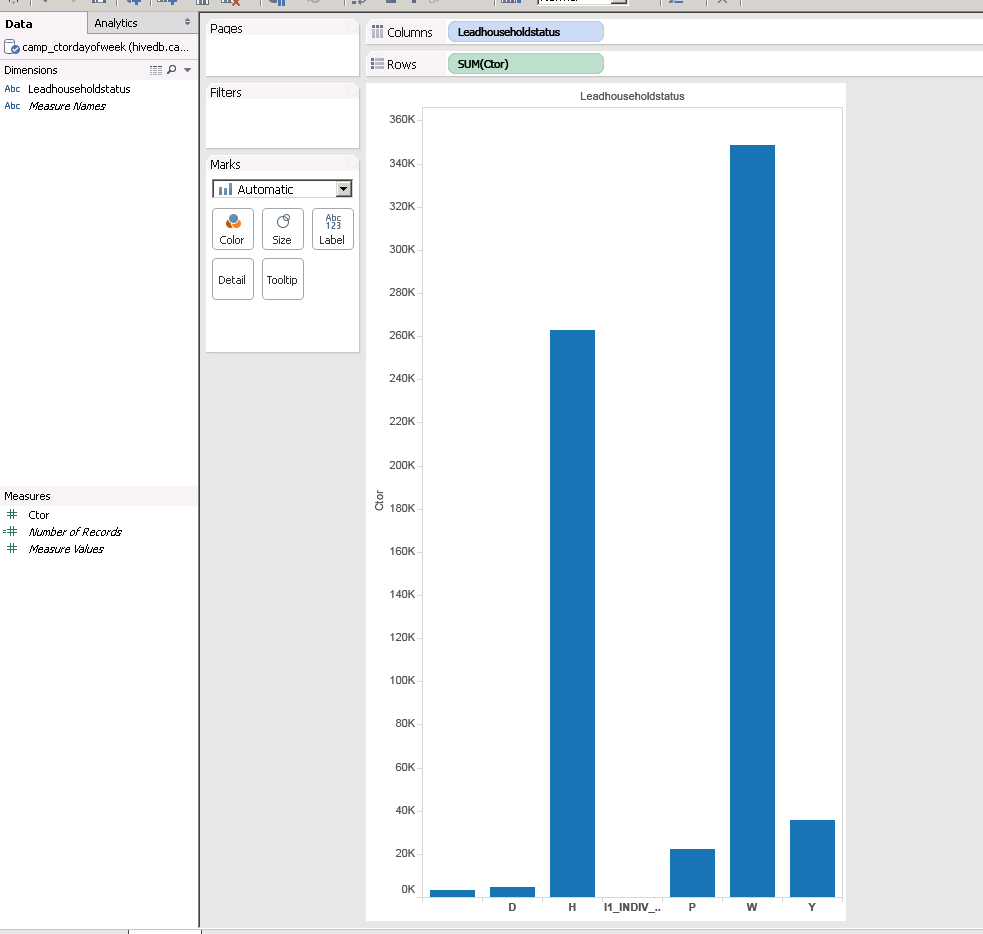 Data
Analytics
camp_ctordayofweek (hivedb.ca...
Dimensions
Abc Leadhouseholdstatus
Abc Measure Names
Measures
Ctor
Number of Records
Measure Values
Pages
Filters
Marks
Automatic
Color
Size
Abc
123
Label
Detail
Tooltip
Columns
Leadhouseholdstatus
Rows
SUM(Ctor)
Leadhouseholdstatus
Ctor
360K
340K
320K
300K
280K
260K
240K
220K
200K
180K
160K
140K
120K
100K
80K
60K
40K
20K
0K
D H I1_INDIV_.. P W Y